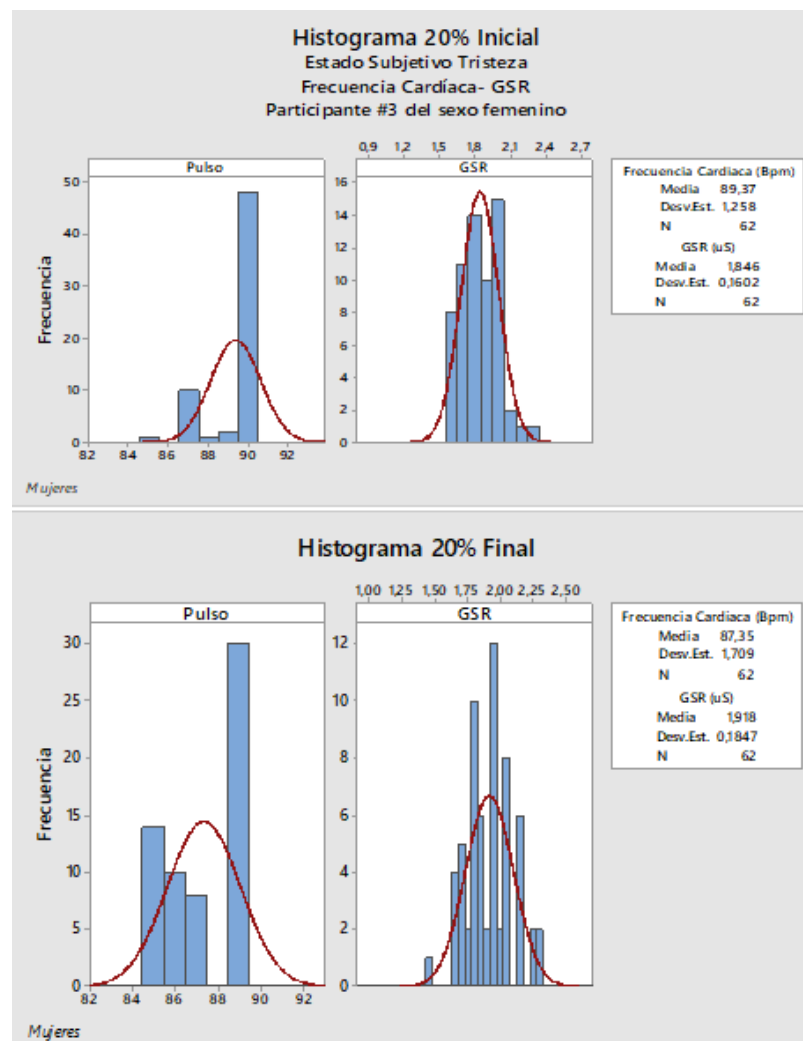 Histograma 20% Inicial
Estado Subjetivo Tristeza
Frecuencia Cardíaca- GSR
Participante #3 del sexo femenino
0,9 1,2 1,5 1,8 2,1 2,4 2,7
Pulso
GSR
Frecuencia
50
40
30
20
10
0
82 84 86 88 90 92
16
14
12
10
8
6
4
2
0
Frecuencia Cardiaca (Bpm)
Media 89,37
Desv.Est. 1,258
N 62
GSR (uS)
Media 1,846
Desv.Est. 0,1602
N 62
Mujeres
Histograma 20% Final
1,00 1,25 1,50 1,75 2,00 2,25 2,50
Pulso
GSR
Frecuencia
30
25
20
15
10
5
0
82 84 86 88 90 92
12
10
8
6
4
2
0
Frecuencia Cardiaca (Bpm)
Media 87,35
Desv.Est. 1,709
N 62
GSR (uS)
Media 1,918
Desv.Est. 0,1847
N 62
Mujeres